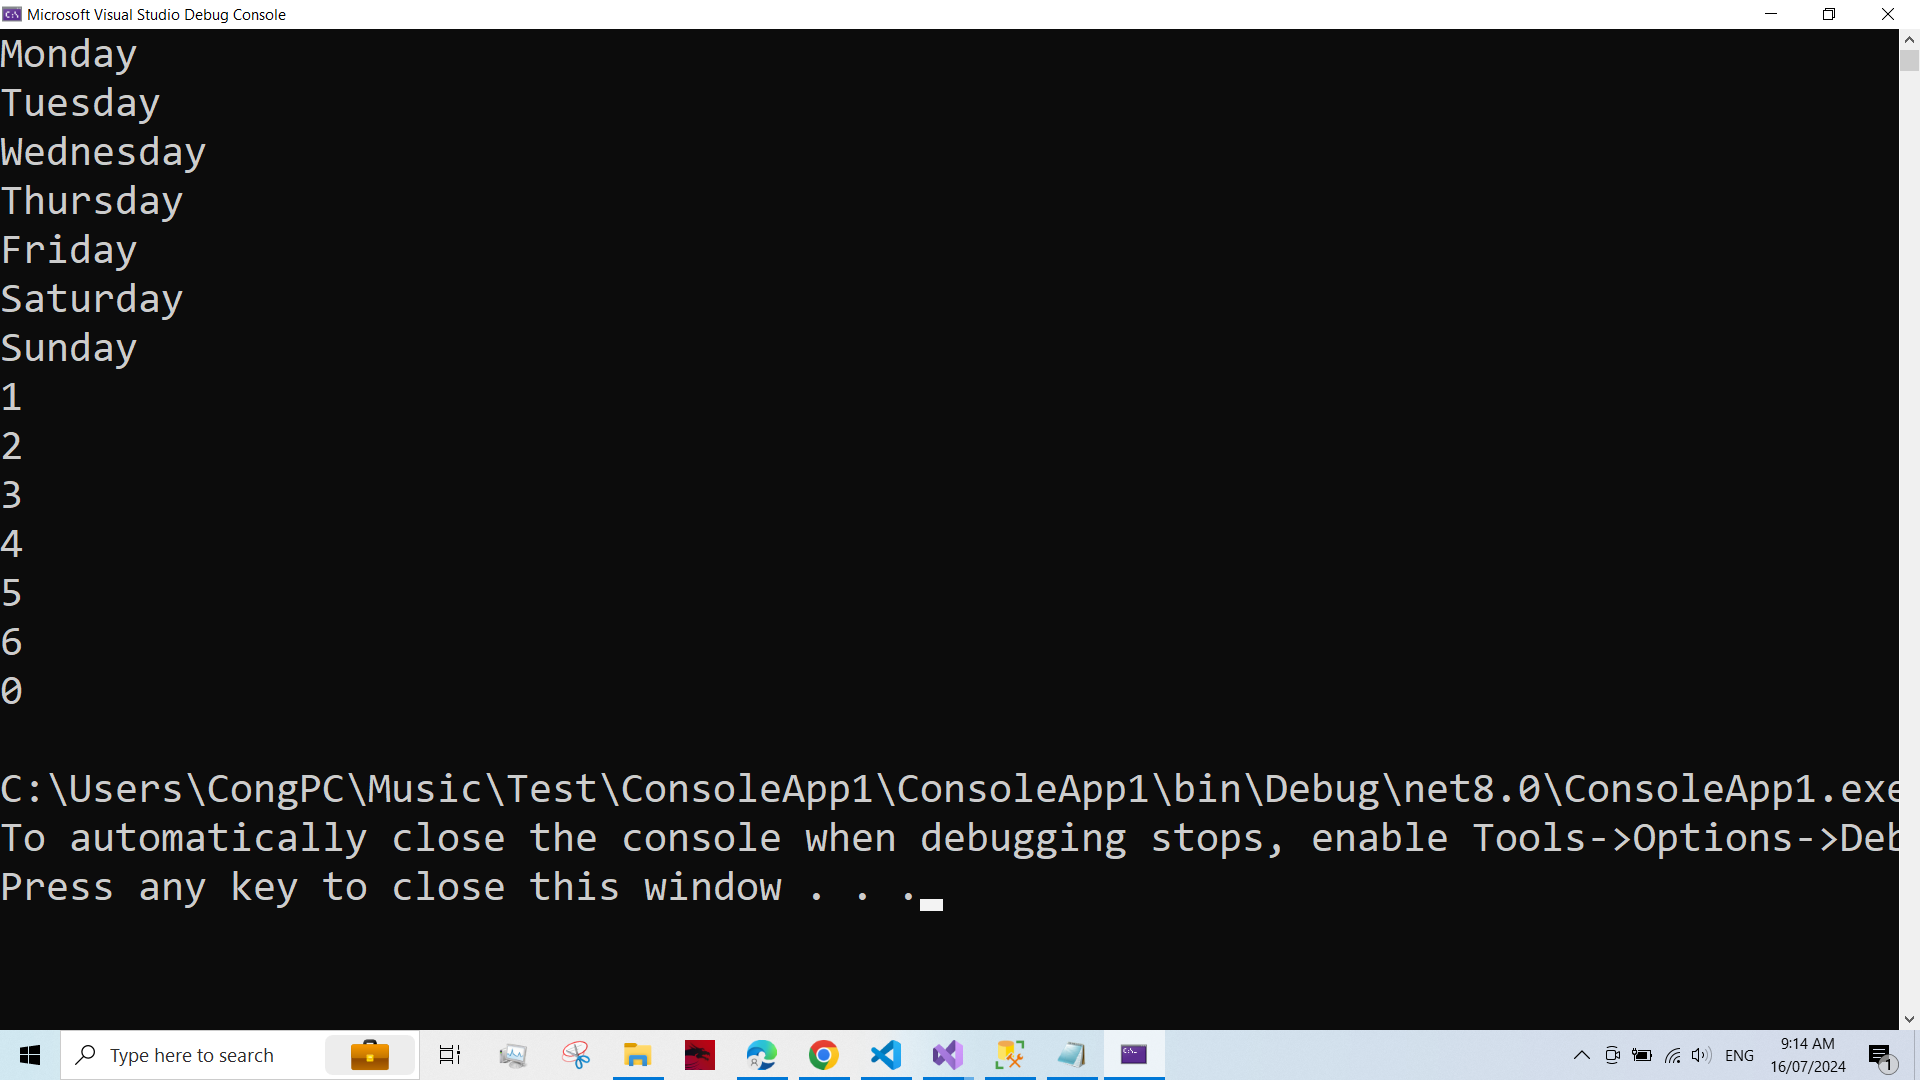 Microsoft Visual Studio Debug Console
Monday
Tuesday
Wednesday
Thursday
Friday
Saturday
Sunday
1
2
3
4
5
6
0
C:\Users\CongPC\Music\Test\ConsoleApp1\ConsoleApp1\bin\Debug\net8.0\ConsoleApp1.exe
To automatically close the console when debugging stops, enable Tools->Options->Deb
Press any key to close this window . . .
Type here to search
ENG
9:14 AM
16/07/2024
1